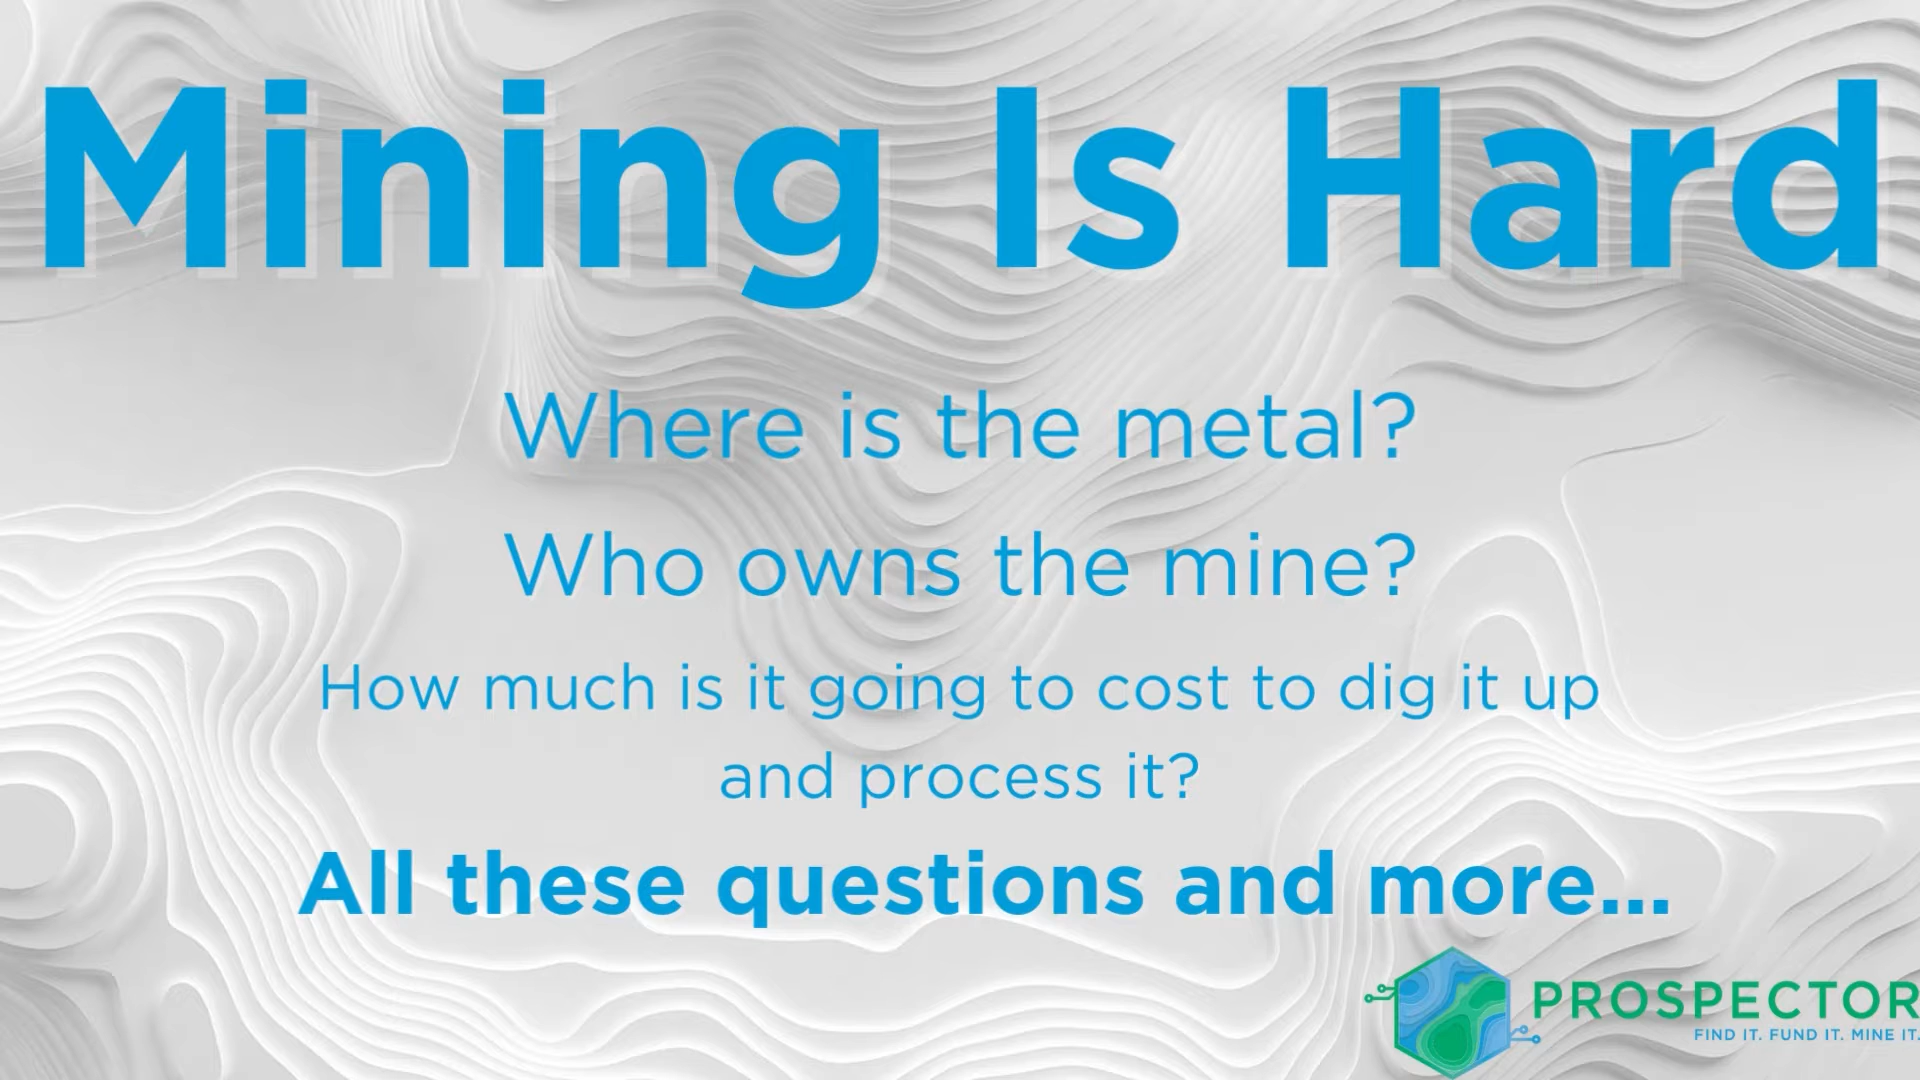 Mining Is Hard
Where is the metal?
Who owns the mine?
How much is it going to cost to dig it up
and process it?
All these questions and more...
PROSPECTOR
FIND IT. FUND IT. MINE IT.